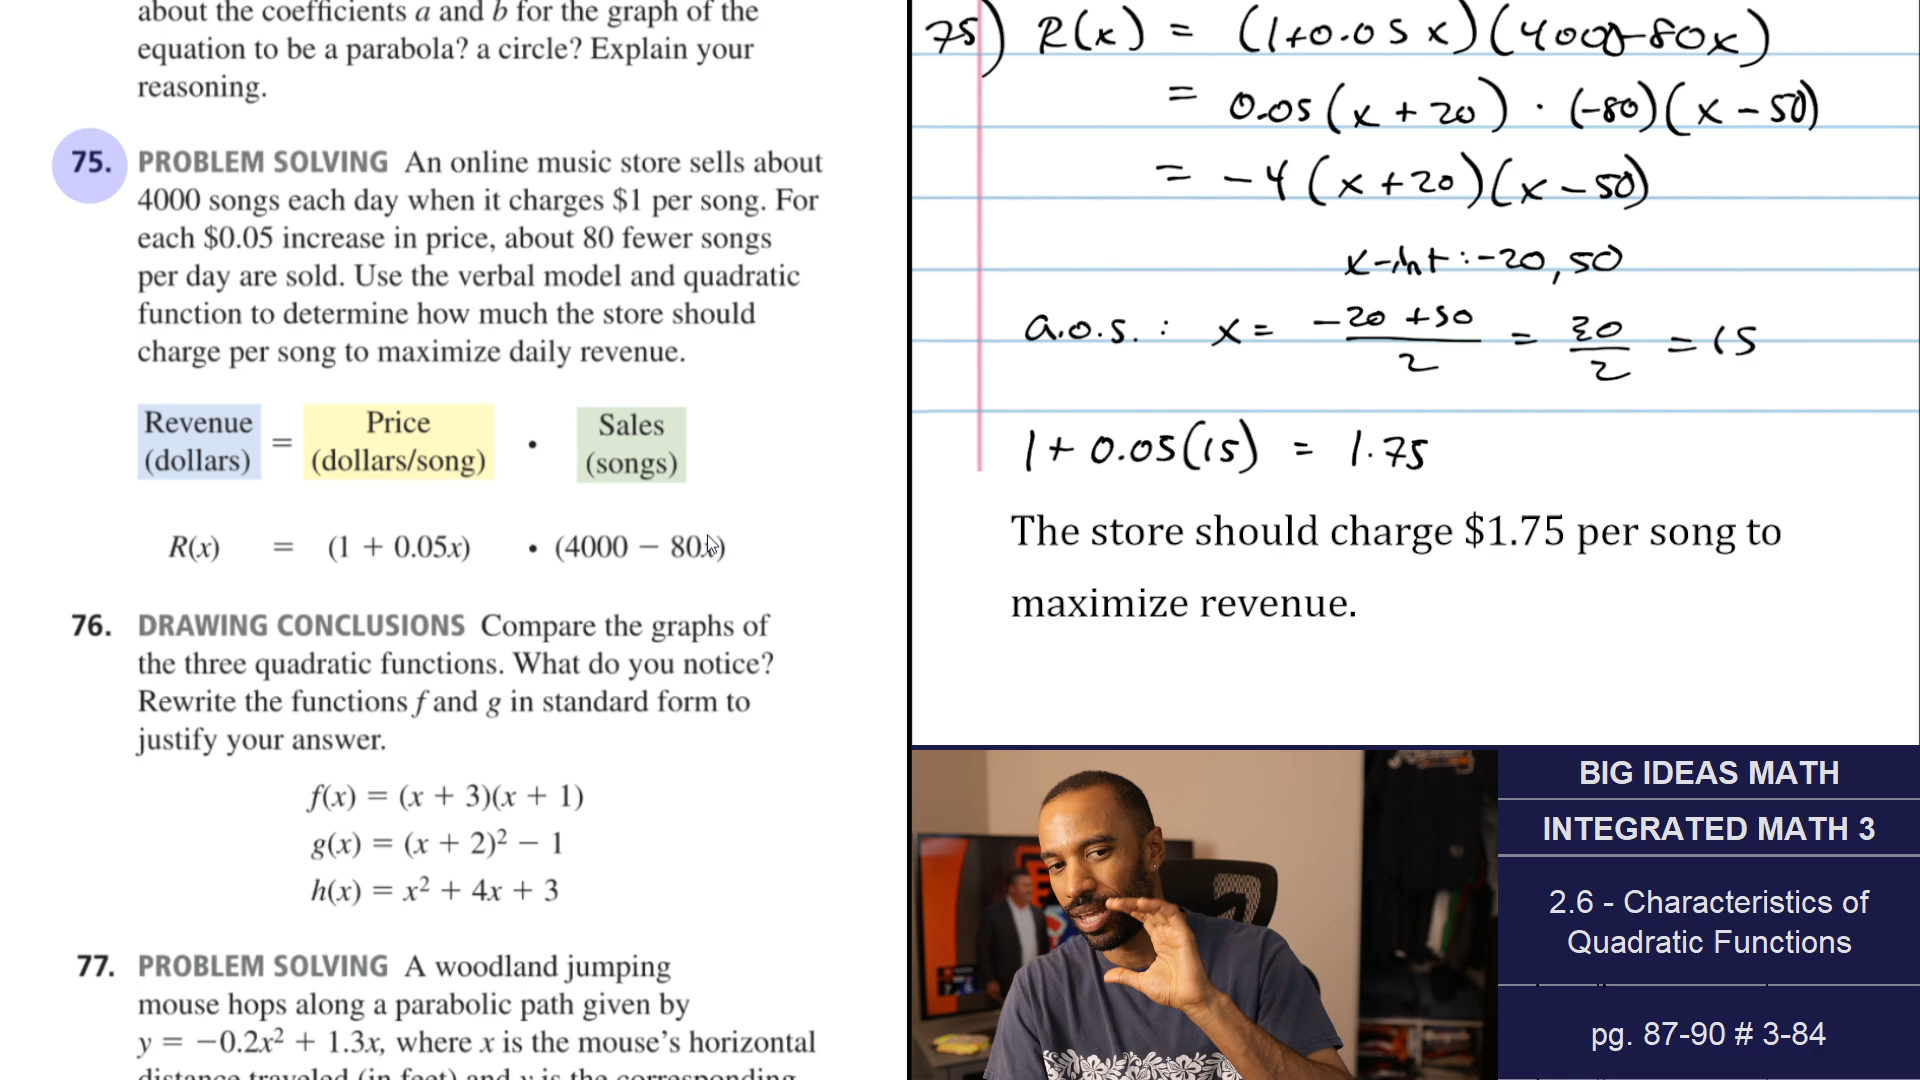 about the coefficients a and b for the graph of the
equation to be a parabola? a circle? Explain your
reasoning.
75. PROBLEM SOLVING An online music store sells about
4000 songs each day when it charges $1 per song. For
each $0.05 increase in price, about 80 fewer songs
per day are sold. Use the verbal model and quadratic
function to determine how much the store should
charge per song to maximize daily revenue.
Revenue (dollars) = Price (dollars/song) • Sales (songs)
R(x) = (1 + 0.05x) • (4000 − 80x)
76. DRAWING CONCLUSIONS Compare the graphs of
the three quadratic functions. What do you notice?
Rewrite the functions f and g in standard form to
justify your answer.
f(x) = (x + 3)(x + 1)
g(x) = (x + 2)² − 1
h(x) = x² + 4x + 3
77. PROBLEM SOLVING A woodland jumping
mouse hops along a parabolic path given by
y = −0.2x² + 1.3x, where x is the mouse's horizontal
distance traveled (in feet) and y is the corresponding
75) R(x) = (1+0.05x)(4000-80x)
= 0.05(x+20)·(-80)(x-50)
= -4(x+20)(x-50)
x-int: -20, 50
a.o.s.: x = (-20+50)/2 = 30/2 = 15
1+0.05(15) = 1.75
The store should charge $1.75 per song to
maximize revenue.
BIG IDEAS MATH
INTEGRATED MATH 3
2.6 - Characteristics of
Quadratic Functions
pg. 87-90 # 3-84